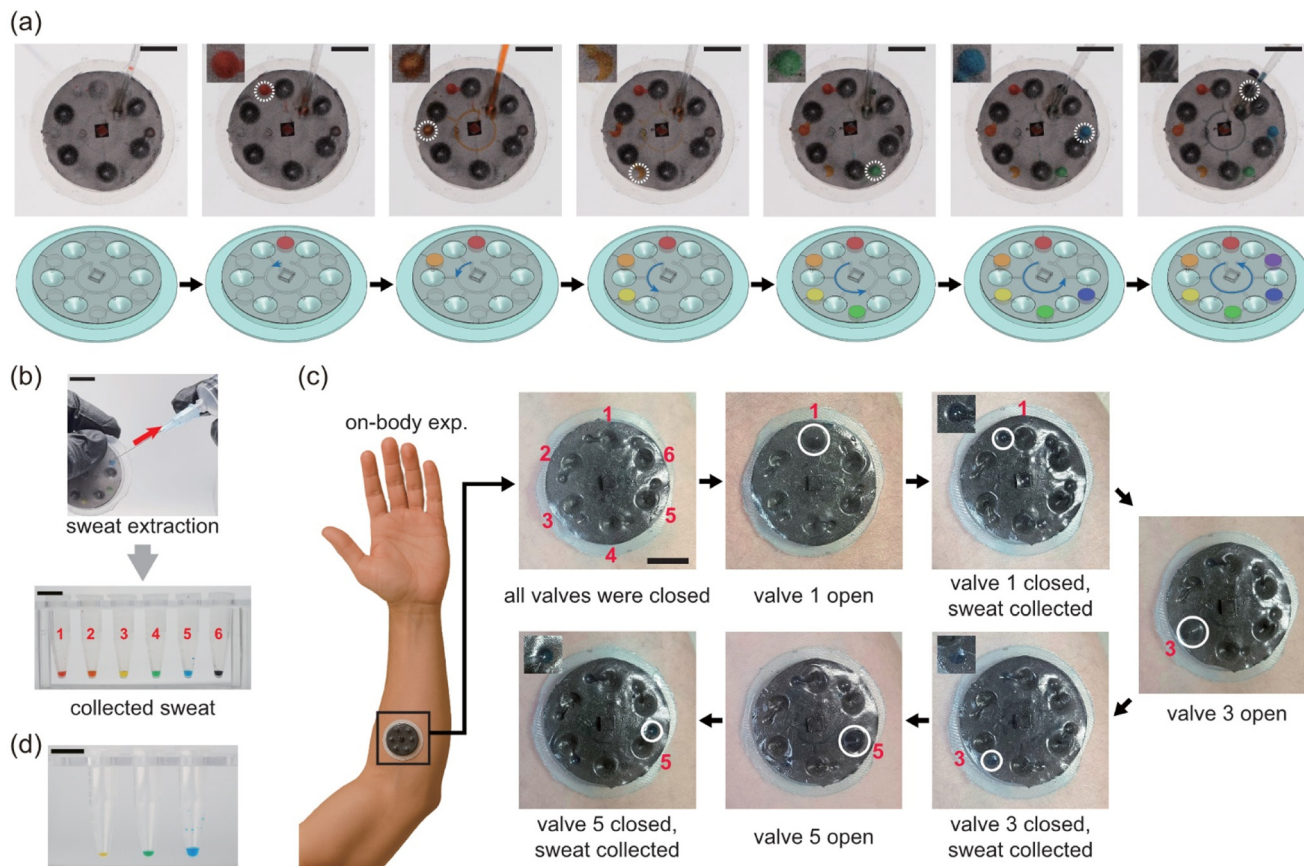 (a)
(b)
sweat extraction
1 2 3 4 5 6
collected sweat
(d)
(c)
on-body exp.
1
2
6
3
5
4
all valves were closed
1
valve 1 open
1
valve 1 closed,
sweat collected
3
valve 3 open
3
valve 3 closed,
sweat collected
5
valve 5 open
5
valve 5 closed,
sweat collected